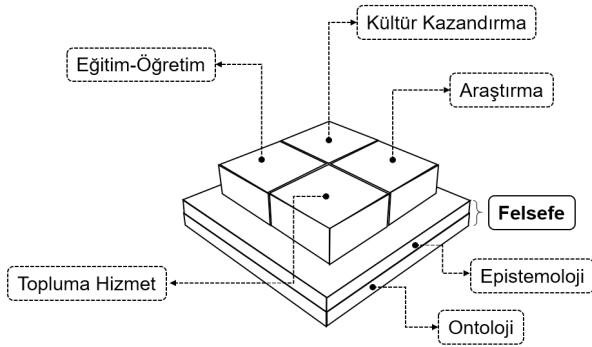 Kültür Kazandırma
Eğitim-Öğretim
Araştırma
Felsefe
Topluma Hizmet
Epistemoloji
Ontoloji